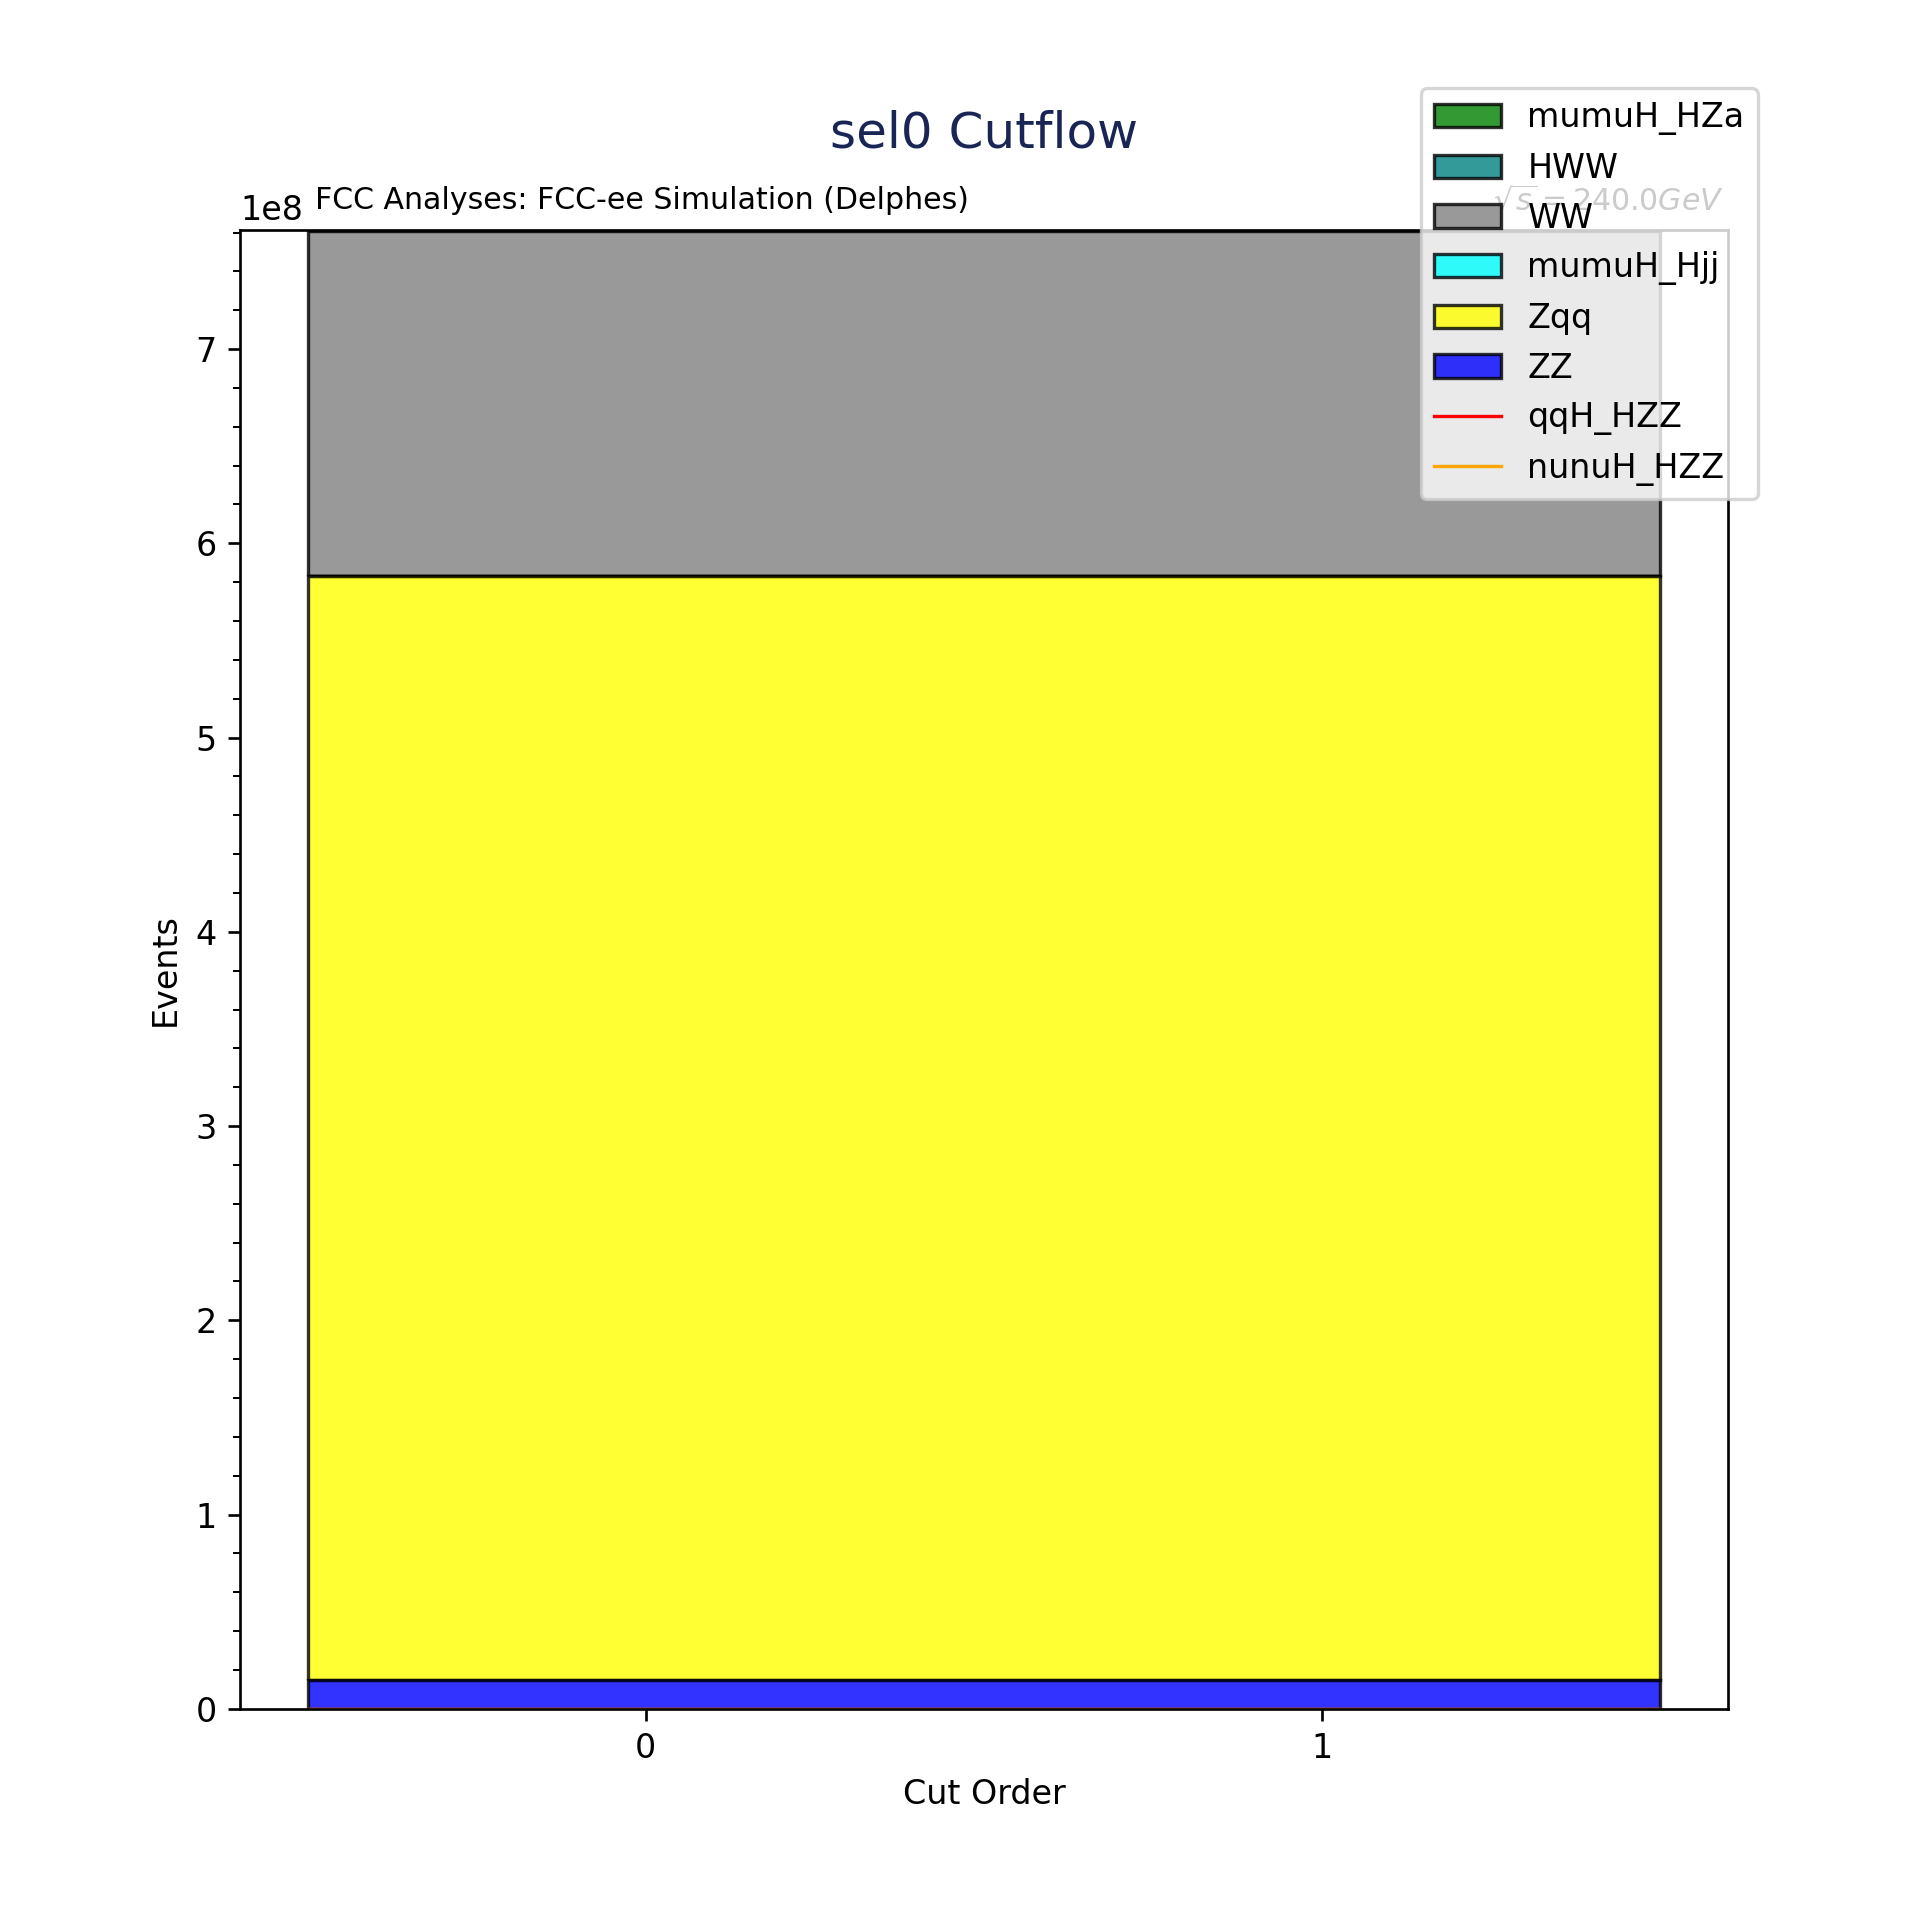 sel0 Cutflow
1e8 FCC Analyses: FCC-ee Simulation (Delphes)
√s = 240.0GeV
mumuH_HZa
HWW
WW
mumuH_Hjj
Zqq
ZZ
qqH_HZZ
nunuH_HZZ
7
6
5
4
3
2
1
0
Events
0 1
Cut Order